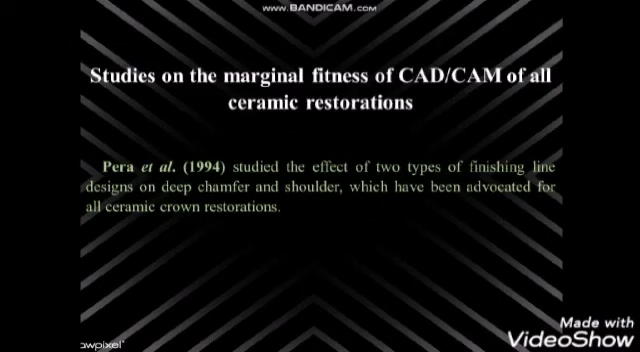 www.BANDICAM.com
Studies on the marginal fitness of CAD/CAM of all
ceramic restorations
Pera et al. (1994) studied the effect of two types of finishing line
designs on deep chamfer and shoulder, which have been advocated for
all ceramic crown restorations.
Made with
VideoShow
awpixel